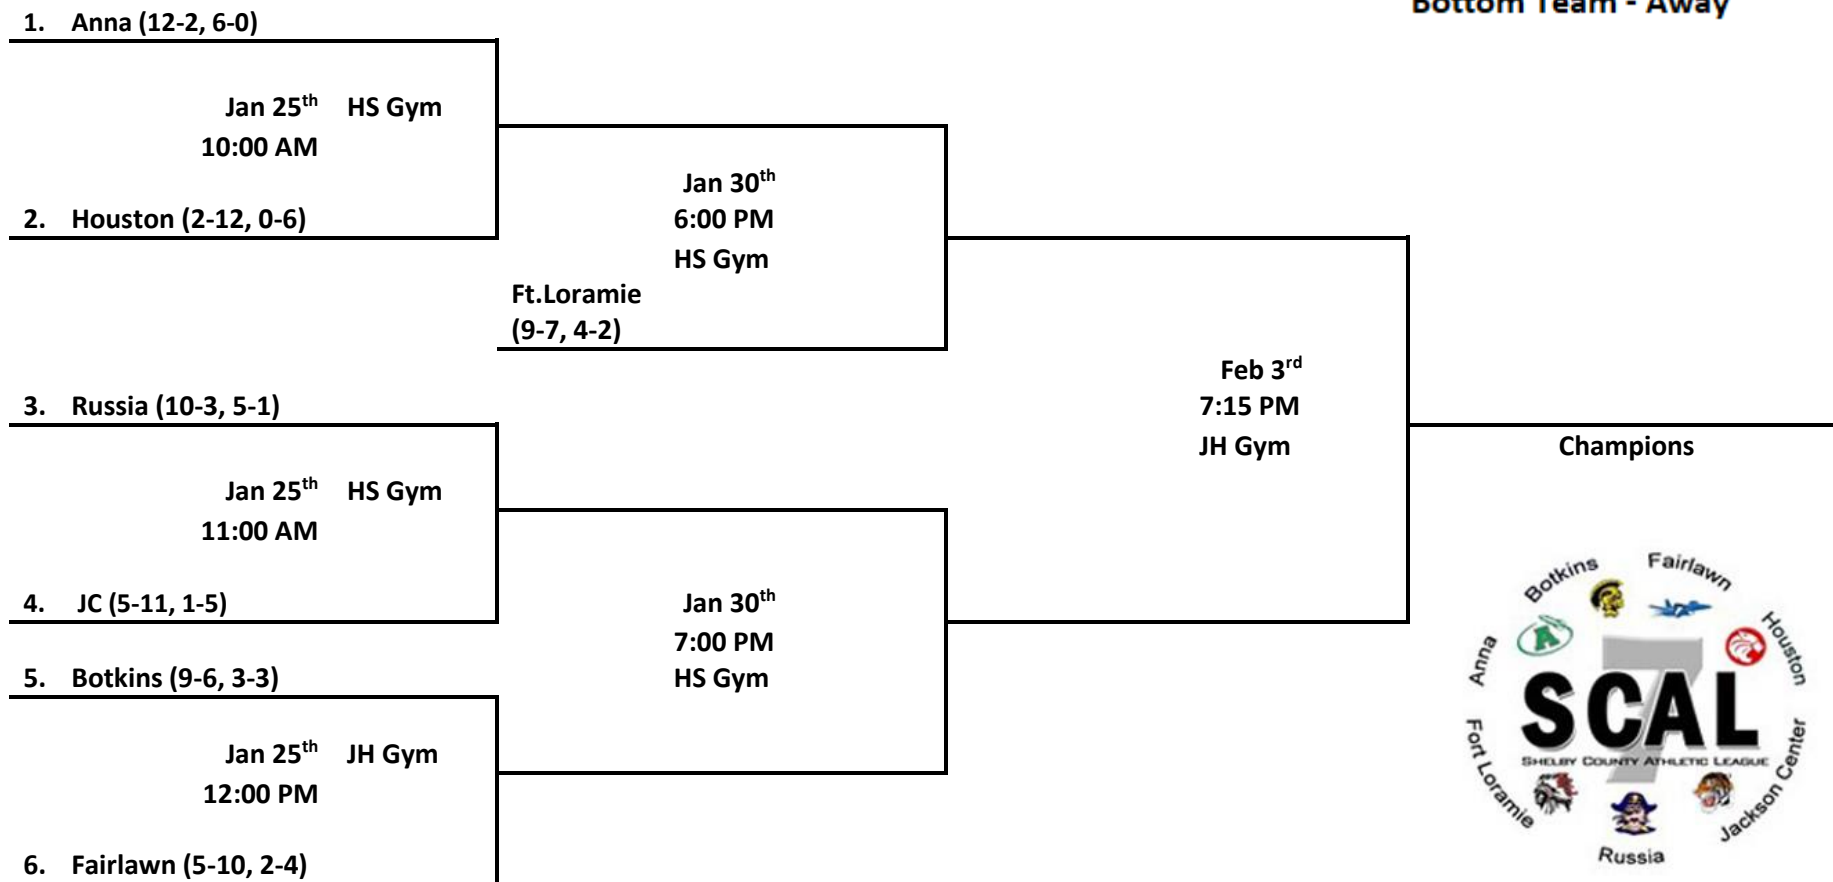 Bottom Team - Away
1. Anna (12-2, 6-0)
Jan 25th HS Gym
10:00 AM
2. Houston (2-12, 0-6)
Jan 30th
6:00 PM
HS Gym
Ft.Loramie
(9-7, 4-2)
3. Russia (10-3, 5-1)
Jan 25th HS Gym
11:00 AM
4. JC (5-11, 1-5)
5. Botkins (9-6, 3-3)
Jan 25th JH Gym
12:00 PM
6. Fairlawn (5-10, 2-4)
Jan 30th
7:00 PM
HS Gym
Feb 3rd
7:15 PM
JH Gym
Champions
Botkins
Fairlawn
Anna
Houston
A
7
SCAL
SHELBY COUNTY ATHLETIC LEAGUE
Fort Loramie
Jackson Center
Russia